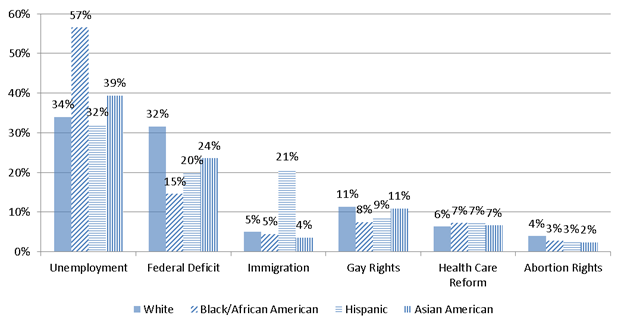 60%
50%
40%
30%
20%
10%
0%
34% 57% 32% 39%
32% 15% 20% 24%
5% 5% 21% 4%
11% 8% 9% 11%
6% 7% 7% 7%
4% 3% 3% 2%
Unemployment Federal Deficit Immigration Gay Rights Health Care Abortion Rights
Reform
White Black/African American Hispanic Asian American